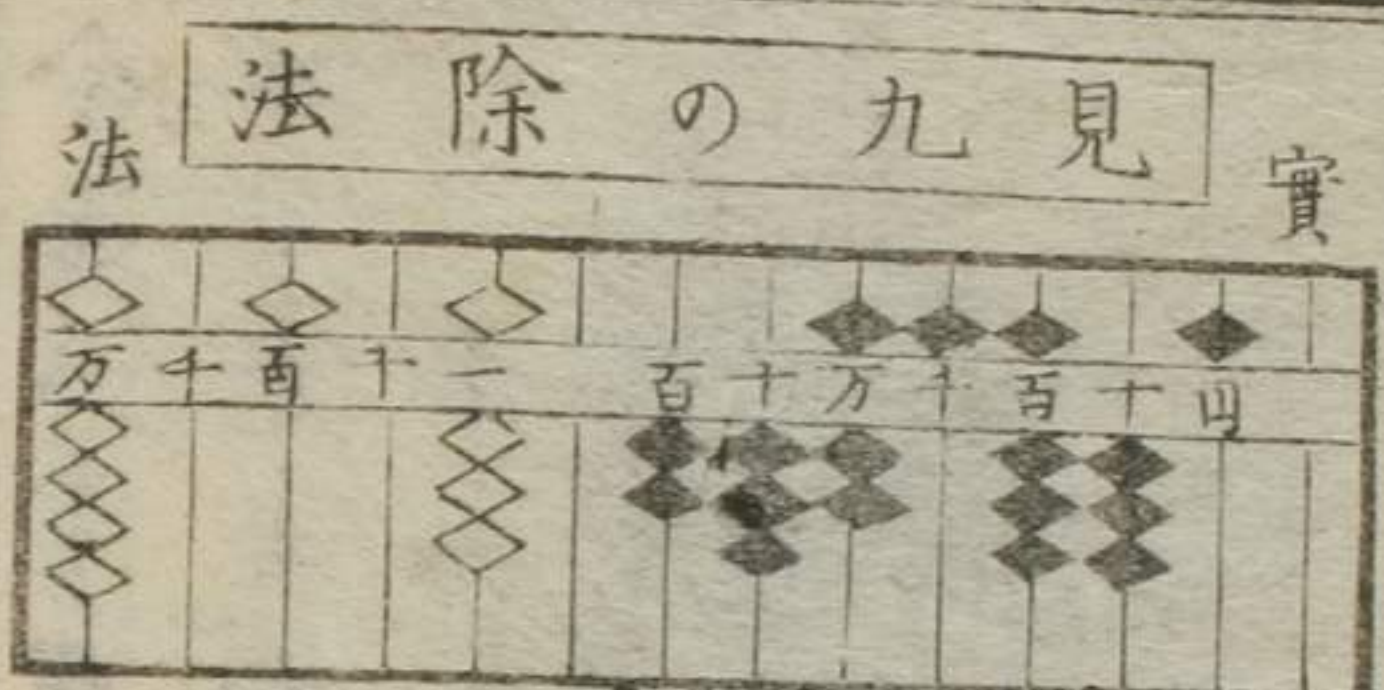 見九の除法
實
法
万千百十一 百十万千百十円